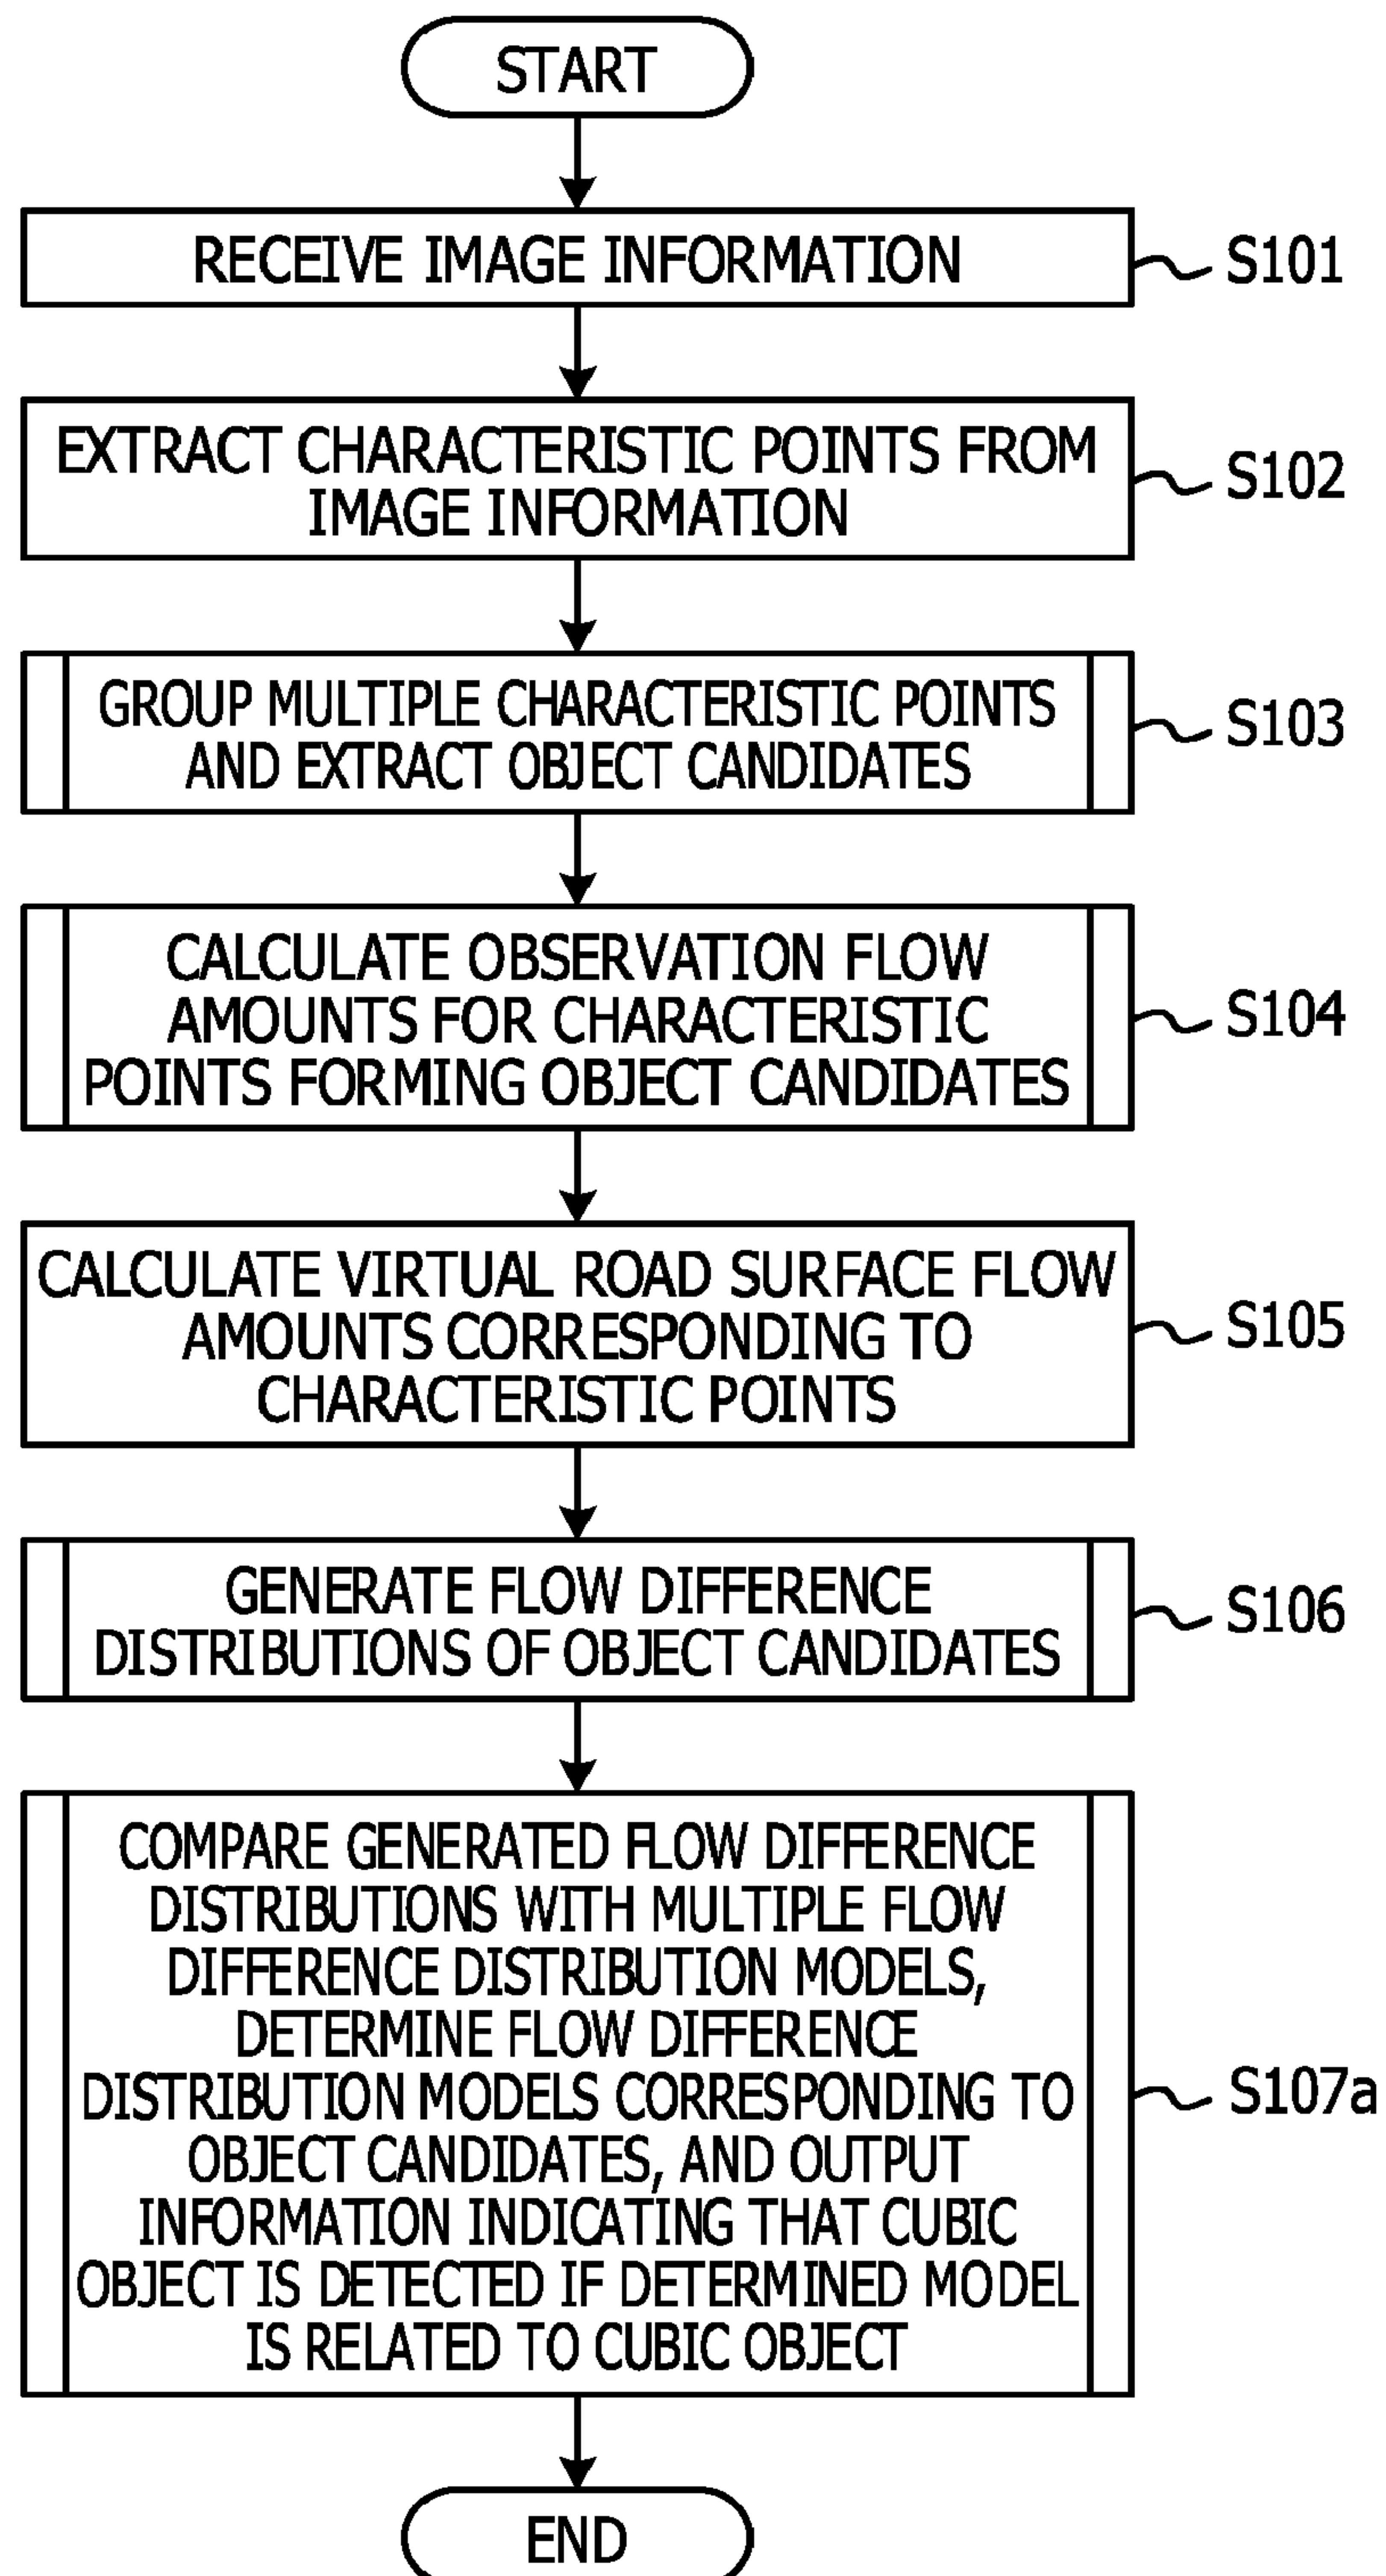 START
RECEIVE IMAGE INFORMATION
S101
EXTRACT CHARACTERISTIC POINTS FROM
IMAGE INFORMATION
S102
GROUP MULTIPLE CHARACTERISTIC POINTS
AND EXTRACT OBJECT CANDIDATES
S103
CALCULATE OBSERVATION FLOW
AMOUNTS FOR CHARACTERISTIC
POINTS FORMING OBJECT CANDIDATES
S104
CALCULATE VIRTUAL ROAD SURFACE FLOW
AMOUNTS CORRESPONDING TO
CHARACTERISTIC POINTS
S105
GENERATE FLOW DIFFERENCE
DISTRIBUTIONS OF OBJECT CANDIDATES
S106
COMPARE GENERATED FLOW DIFFERENCE
DISTRIBUTIONS WITH MULTIPLE FLOW
DIFFERENCE DISTRIBUTION MODELS,
DETERMINE FLOW DIFFERENCE
DISTRIBUTION MODELS CORRESPONDING TO
OBJECT CANDIDATES, AND OUTPUT
INFORMATION INDICATING THAT CUBIC
OBJECT IS DETECTED IF DETERMINED MODEL
IS RELATED TO CUBIC OBJECT
S107a
END